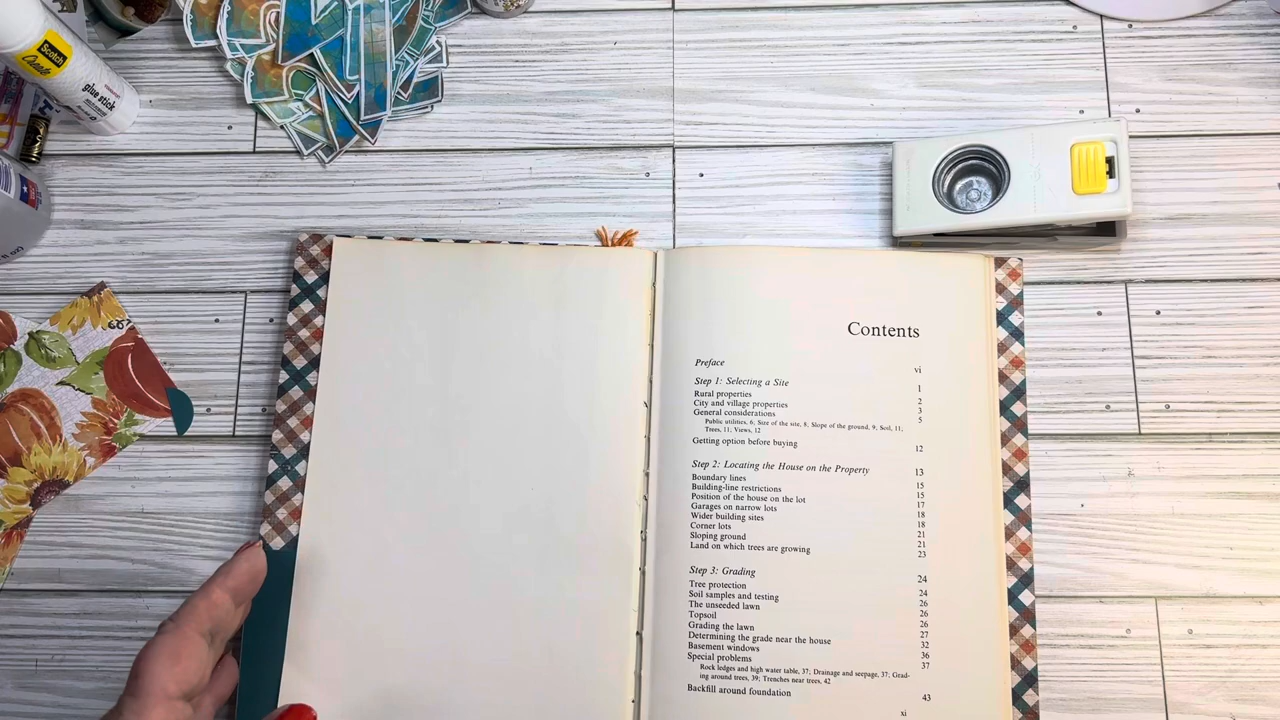 Scotch
Create
glue stick
Contents
Preface vi
Step 1: Selecting a Site 1
Rural properties 2
City and village properties 3
General considerations 5
Public utilities, 6; Size of the site, 8; Slope of the ground, 9; Soil, 11;
Trees, 11; Views, 12
Getting option before buying 12
Step 2: Locating the House on the Property 13
Boundary lines 15
Building-line restrictions 15
Position of the house on the lot 17
Garages on narrow lots 18
Wider building sites 18
Corner lots 21
Sloping ground 21
Land on which trees are growing 23
Step 3: Grading 24
Tree protection 24
Soil samples and testing 26
The unseeded lawn 26
Topsoil 26
Grading the lawn 27
Determining the grade near the house 32
Basement windows 36
Special problems 37
Rock ledges and high water table, 37; Drainage and seepage, 37; Grad-
ing around trees, 39; Trenches near trees, 42
Backfill around foundation 43
xi